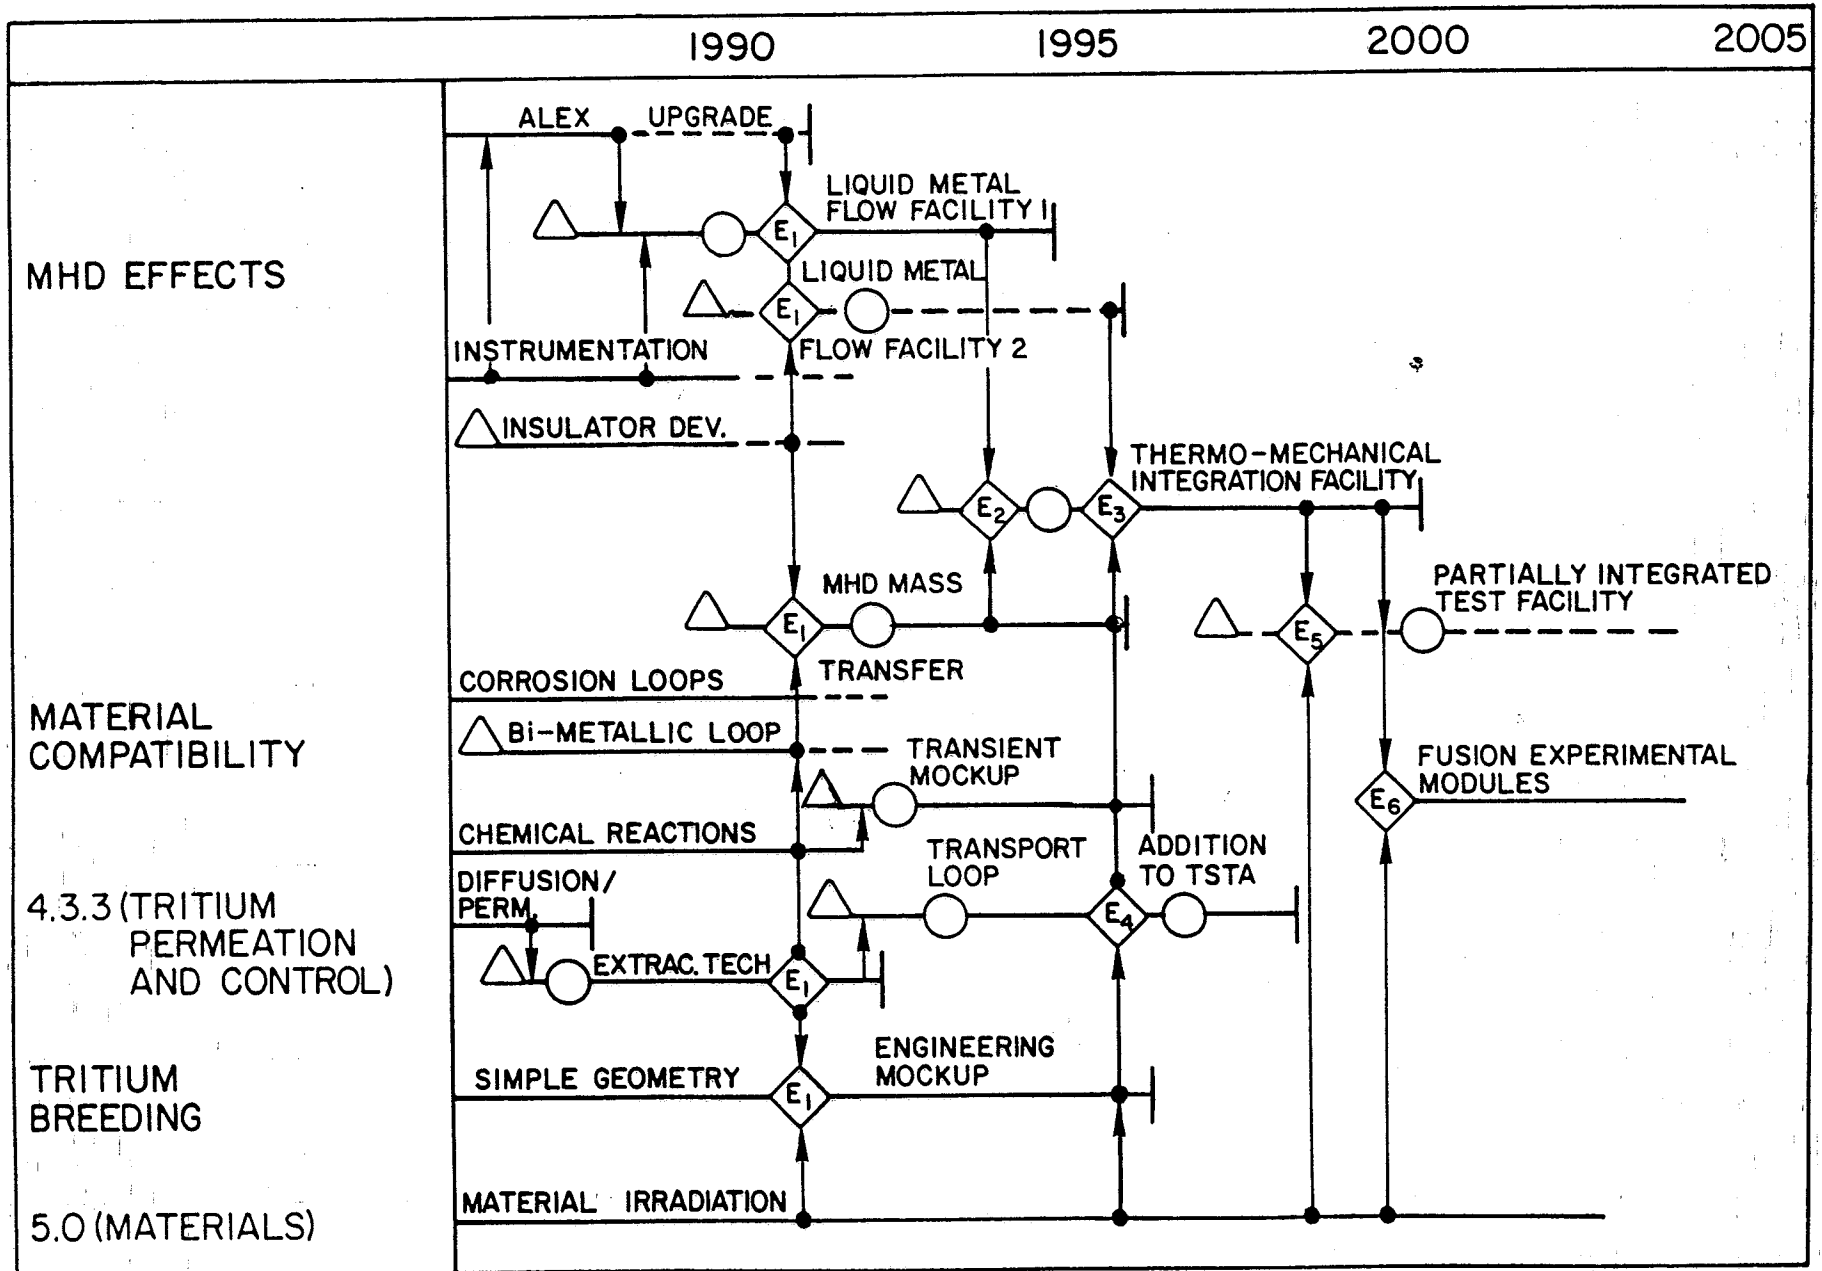 1990 1995 2000 2005
ALEX UPGRADE
LIQUID METAL
FLOW FACILITY 1
E1
MHD EFFECTS
LIQUID METAL
E1
FLOW FACILITY 2
INSTRUMENTATION
INSULATOR DEV.
THERMO-MECHANICAL
INTEGRATION FACILITY
E2 E3
PARTIALLY INTEGRATED
TEST FACILITY
MHD MASS
E1 E5
TRANSFER
CORROSION LOOPS
MATERIAL
COMPATIBILITY
Bi-METALLIC LOOP
TRANSIENT
MOCKUP
FUSION EXPERIMENTAL
MODULES
E6
CHEMICAL REACTIONS
TRANSPORT
LOOP
ADDITION
TO TSTA
DIFFUSION/
PERM.
4.3.3 (TRITIUM
PERMEATION
AND CONTROL)
E4
EXTRAC. TECH
E1
ENGINEERING
MOCKUP
TRITIUM
BREEDING
SIMPLE GEOMETRY
E1
MATERIAL IRRADIATION
5.0 (MATERIALS)